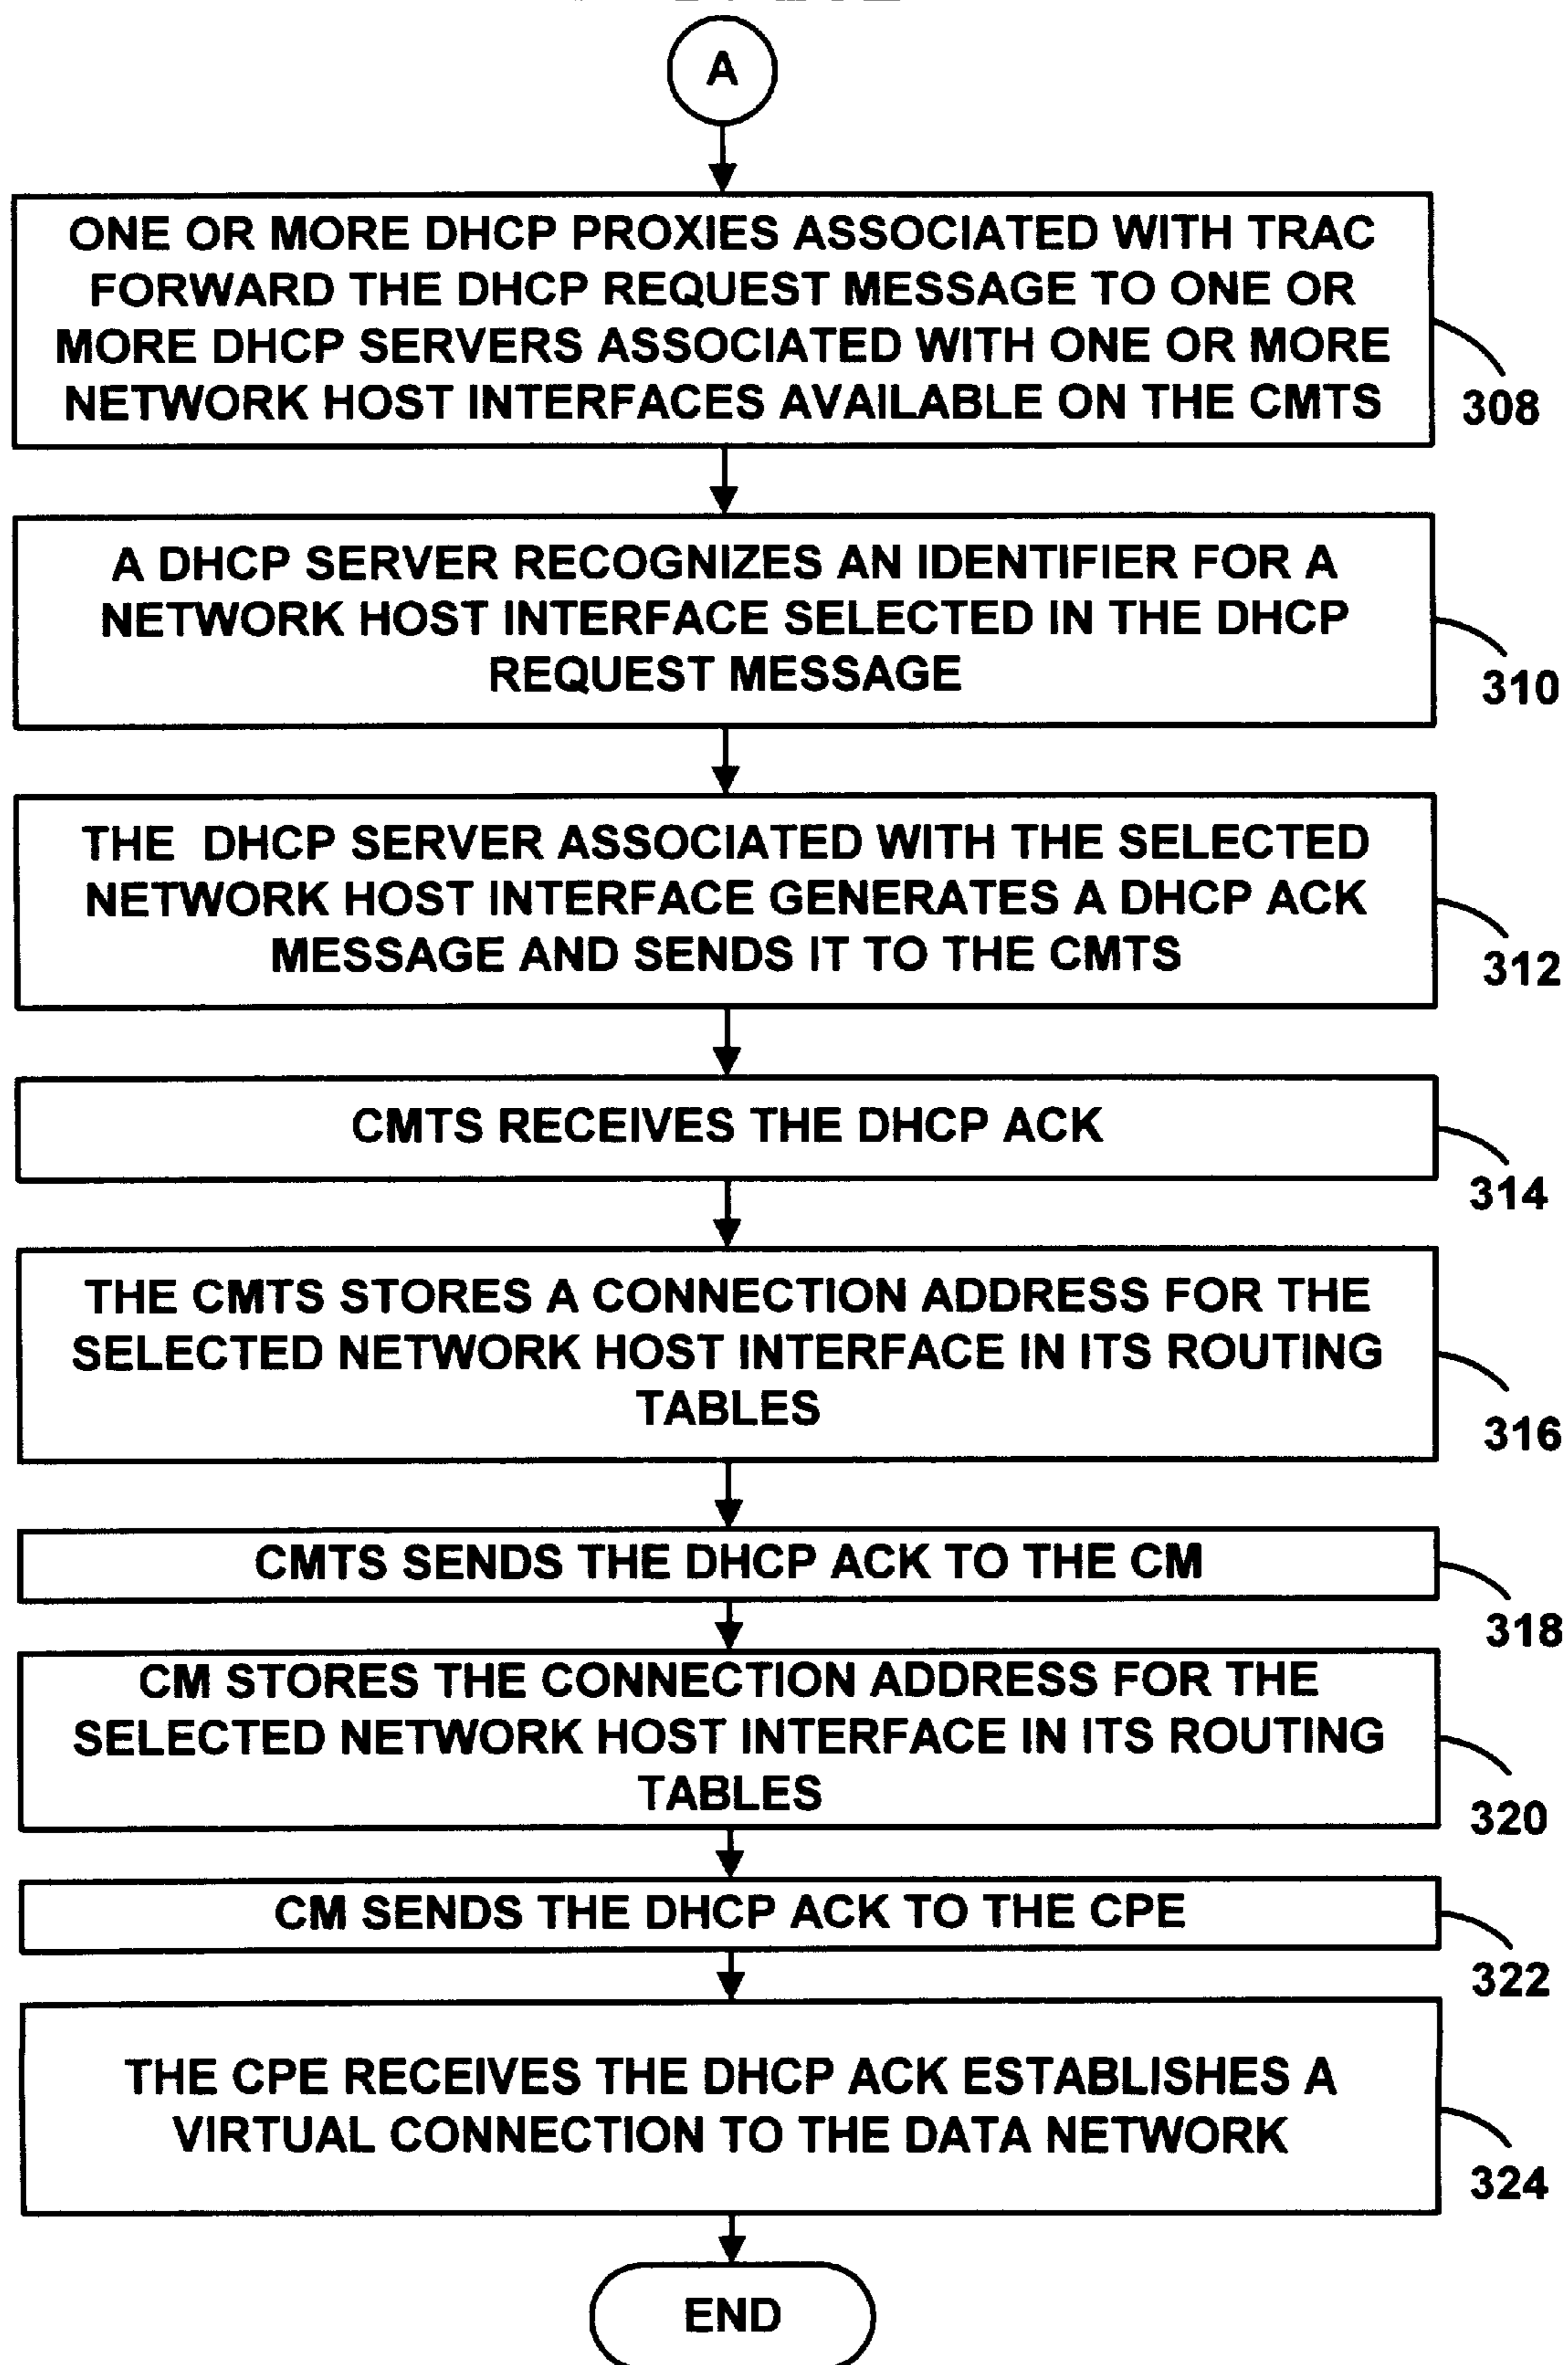 A
ONE OR MORE DHCP PROXIES ASSOCIATED WITH TRAC
FORWARD THE DHCP REQUEST MESSAGE TO ONE OR
MORE DHCP SERVERS ASSOCIATED WITH ONE OR MORE
NETWORK HOST INTERFACES AVAILABLE ON THE CMTS
308
A DHCP SERVER RECOGNIZES AN IDENTIFIER FOR A
NETWORK HOST INTERFACE SELECTED IN THE DHCP
REQUEST MESSAGE
310
THE DHCP SERVER ASSOCIATED WITH THE SELECTED
NETWORK HOST INTERFACE GENERATES A DHCP ACK
MESSAGE AND SENDS IT TO THE CMTS
312
CMTS RECEIVES THE DHCP ACK
314
THE CMTS STORES A CONNECTION ADDRESS FOR THE
SELECTED NETWORK HOST INTERFACE IN ITS ROUTING
TABLES
316
CMTS SENDS THE DHCP ACK TO THE CM
318
CM STORES THE CONNECTION ADDRESS FOR THE
SELECTED NETWORK HOST INTERFACE IN ITS ROUTING
TABLES
320
CM SENDS THE DHCP ACK TO THE CPE
322
THE CPE RECEIVES THE DHCP ACK ESTABLISHES A
VIRTUAL CONNECTION TO THE DATA NETWORK
324
END